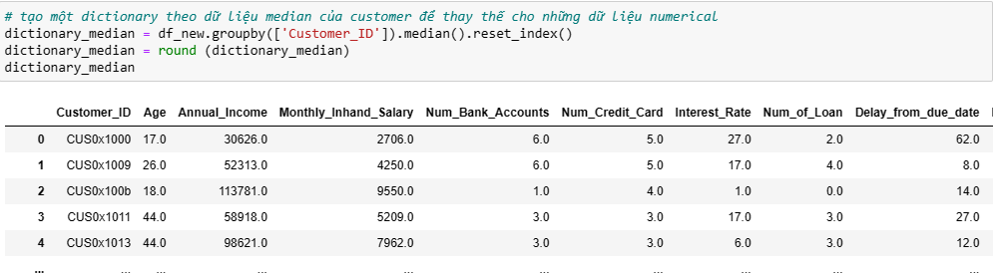 # tạo một dictionary theo dữ liệu median của customer để thay thế cho những dữ liệu numerical
dictionary_median = df_new.groupby(['Customer_ID']).median().reset_index()
dictionary_median = round (dictionary_median)
dictionary_median
Customer_ID Age Annual_Income Monthly_Inhand_Salary Num_Bank_Accounts Num_Credit_Card Interest_Rate Num_of_Loan Delay_from_due_date
0 CUS0x1000 17.0 30626.0 2706.0 6.0 5.0 27.0 2.0 62.0
1 CUS0x1009 26.0 52313.0 4250.0 6.0 5.0 17.0 4.0 8.0
2 CUS0x100b 18.0 113781.0 9550.0 1.0 4.0 1.0 0.0 14.0
3 CUS0x1011 44.0 58918.0 5209.0 3.0 3.0 17.0 3.0 27.0
4 CUS0x1013 44.0 98621.0 7962.0 3.0 3.0 6.0 3.0 12.0
... ... ... ... ... ... ... ... ... ...